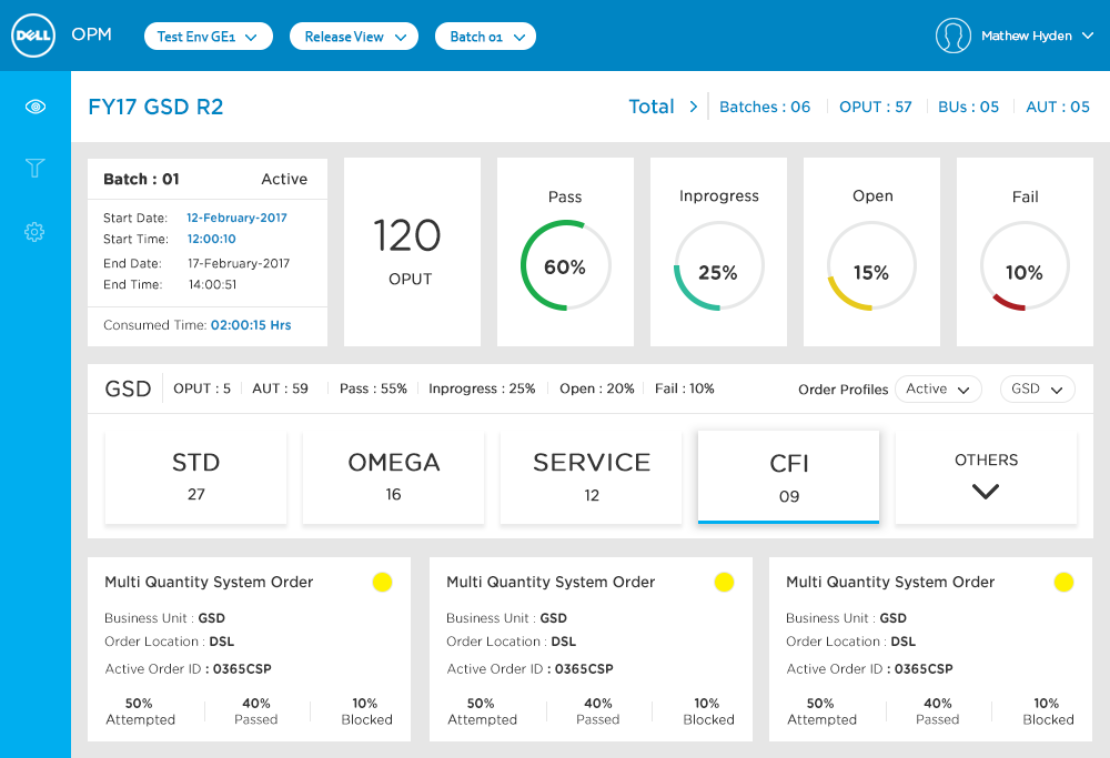 DELL
OPM
Test Env GE1
Release View
Batch 01
Mathew Hyden
FY17 GSD R2
Total > Batches : 06 OPUT : 57 BUs : 05 AUT : 05
Batch : 01 Active
Start Date: 12-February-2017
Start Time: 12:00:10
End Date: 17-February-2017
End Time: 14:00:51
Consumed Time: 02:00:15 Hrs
120
OPUT
Pass
60%
Inprogress
25%
Open
15%
Fail
10%
GSD OPUT : 5 AUT : 59 Pass : 55% Inprogress : 25% Open : 20% Fail : 10% Order Profiles Active GSD
STD
27
OMEGA
16
SERVICE
12
CFI
09
OTHERS
Multi Quantity System Order
Business Unit : GSD
Order Location : DSL
Active Order ID : 0365CSP
50% 40% 10%
Attempted Passed Blocked
Multi Quantity System Order
Business Unit : GSD
Order Location : DSL
Active Order ID : 0365CSP
50% 40% 10%
Attempted Passed Blocked
Multi Quantity System Order
Business Unit : GSD
Order Location : DSL
Active Order ID : 0365CSP
50% 40% 10%
Attempted Passed Blocked